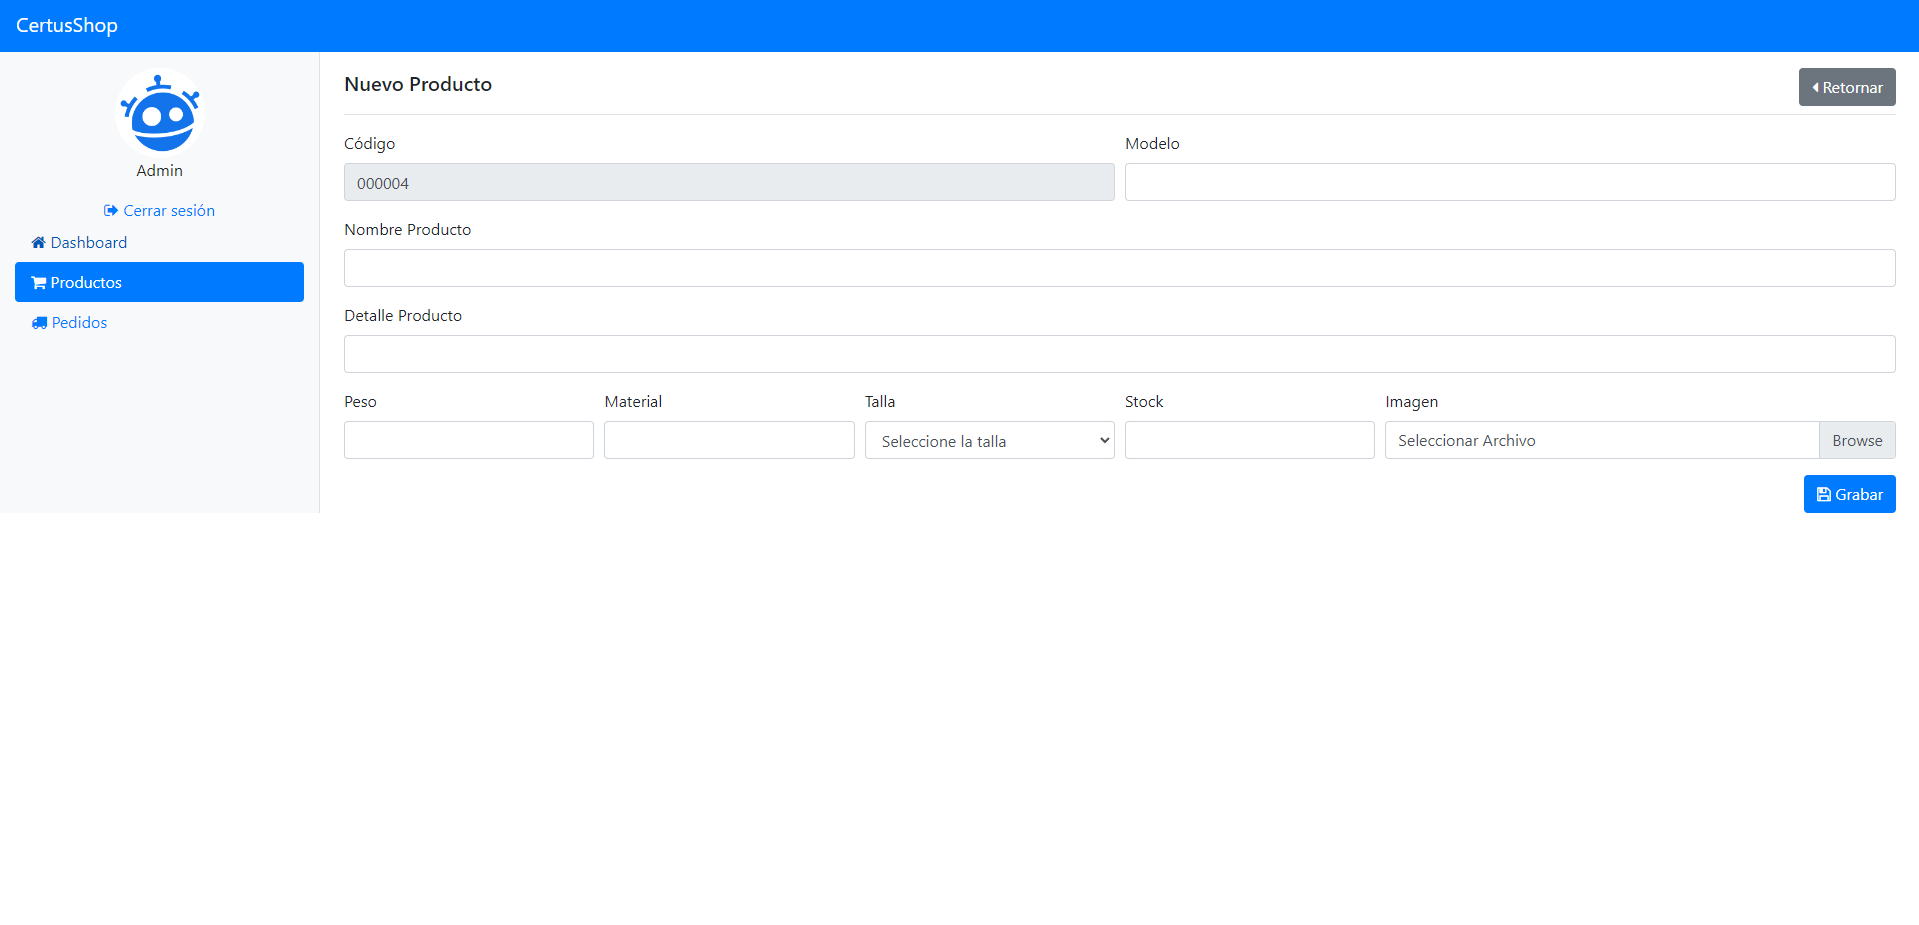 CertusShop
Admin
Cerrar sesión
Dashboard
Productos
Pedidos
Nuevo Producto
Retornar
Código
Modelo
000004
Nombre Producto
Detalle Producto
Peso
Material
Talla
Stock
Imagen
Seleccione la talla
Seleccionar Archivo
Browse
Grabar